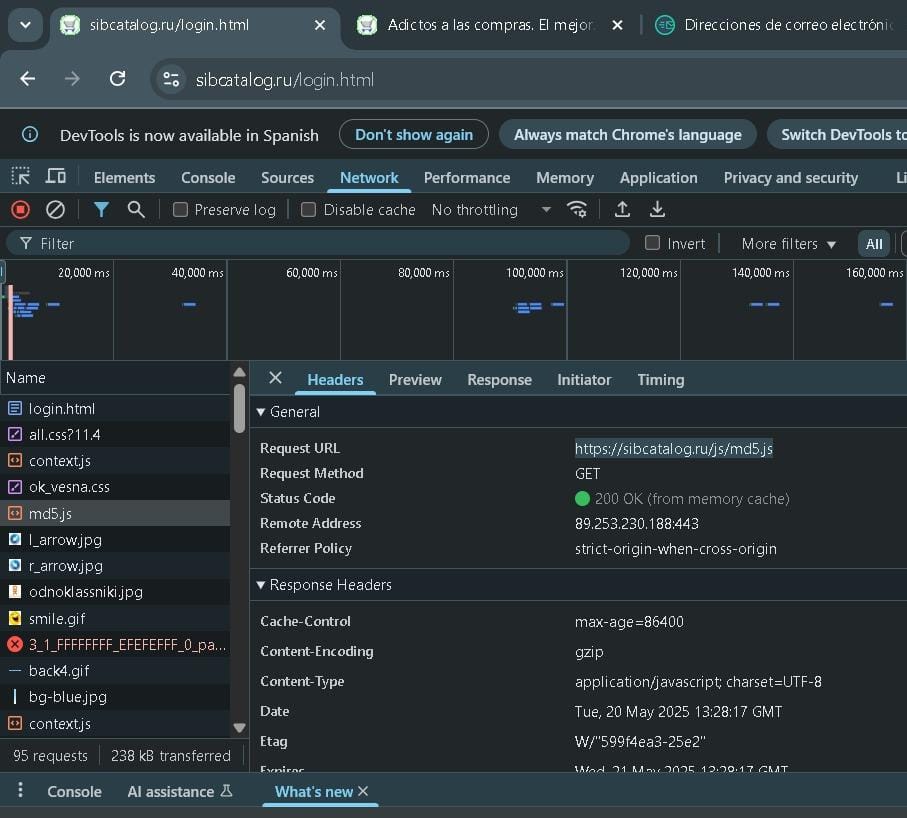 sibcatalog.ru/login.html
Adictos a las compras. El mejor
Direcciones de correo electróni
sibcatalog.ru/login.html
DevTools is now available in Spanish
Don't show again
Always match Chrome's language
Switch DevTools to
Elements
Console
Sources
Network
Performance
Memory
Application
Privacy and security
Li
Preserve log
Disable cache
No throttling
Filter
Invert
More filters
All
20,000 ms
40,000 ms
60,000 ms
80,000 ms
100,000 ms
120,000 ms
140,000 ms
160,000 ms
Name
Headers
Preview
Response
Initiator
Timing
login.html
all.css?11.4
context.js
ok_vesna.css
md5.js
l_arrow.jpg
r_arrow.jpg
odnoklassniki.jpg
smile.gif
3_1_FFFFFFFF_EFEFEFFF_0_pa...
back4.gif
bg-blue.jpg
context.js
General
Request URL
https://sibcatalog.ru/js/md5.js
Request Method
GET
Status Code
200 OK (from memory cache)
Remote Address
89.253.230.188:443
Referrer Policy
strict-origin-when-cross-origin
Response Headers
Cache-Control
max-age=86400
Content-Encoding
gzip
Content-Type
application/javascript; charset=UTF-8
Date
Tue, 20 May 2025 13:28:17 GMT
Etag
W/"599f4ea3-25e2"
Expires
Wed, 21 May 2025 13:28:17 GMT
95 requests
238 kB transferred
Console
AI assistance
What's new